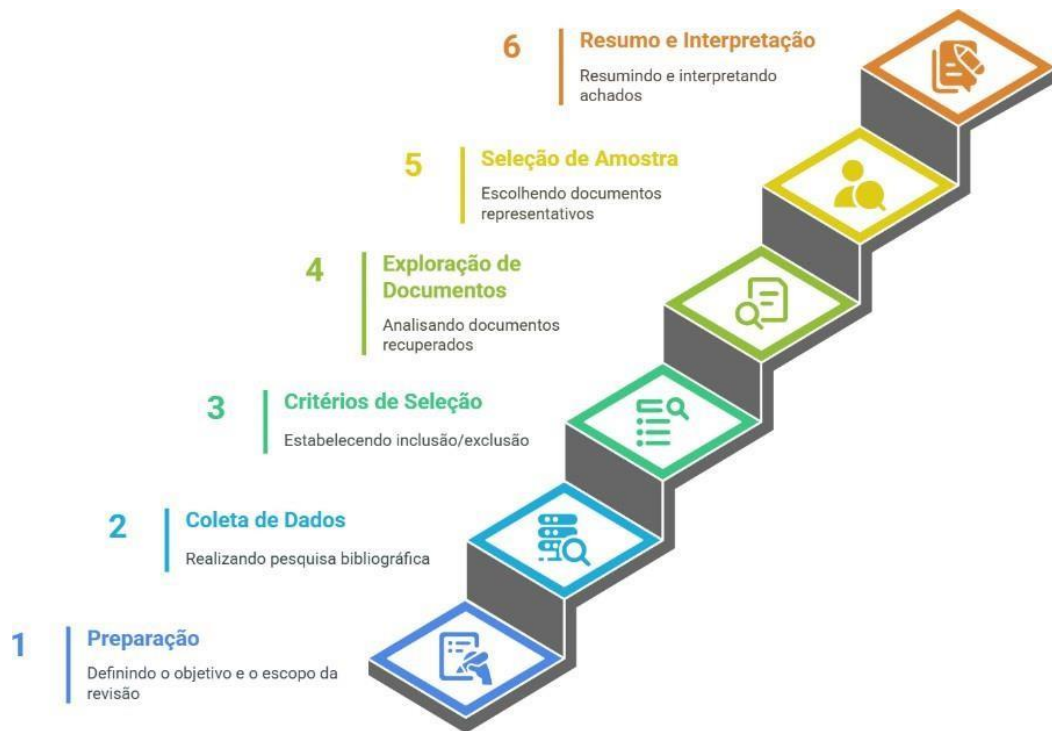 6
Resumo e Interpretação
Resumindo e interpretando
achados
5
Seleção de Amostra
Escolhendo documentos
representativos
4
Exploração de
Documentos
Analisando documentos
recuperados
3
Critérios de Seleção
Estabelecendo inclusão/exclusão
2
Coleta de Dados
Realizando pesquisa bibliográfica
1
Preparação
Definindo o objetivo e o escopo da
revisão